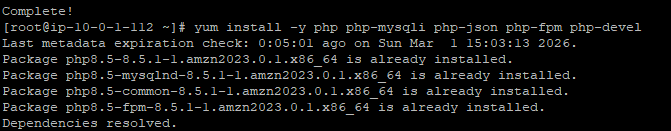 Complete!
[root@ip-10-0-1-112 ~]# yum install -y php php-mysqli php-json php-fpm php-devel
Last metadata expiration check: 0:05:01 ago on Sun Mar  1 15:03:13 2026.
Package php8.5-8.5.1-1.amzn2023.0.1.x86_64 is already installed.
Package php8.5-mysqlnd-8.5.1-1.amzn2023.0.1.x86_64 is already installed.
Package php8.5-common-8.5.1-1.amzn2023.0.1.x86_64 is already installed.
Package php8.5-fpm-8.5.1-1.amzn2023.0.1.x86_64 is already installed.
Dependencies resolved.